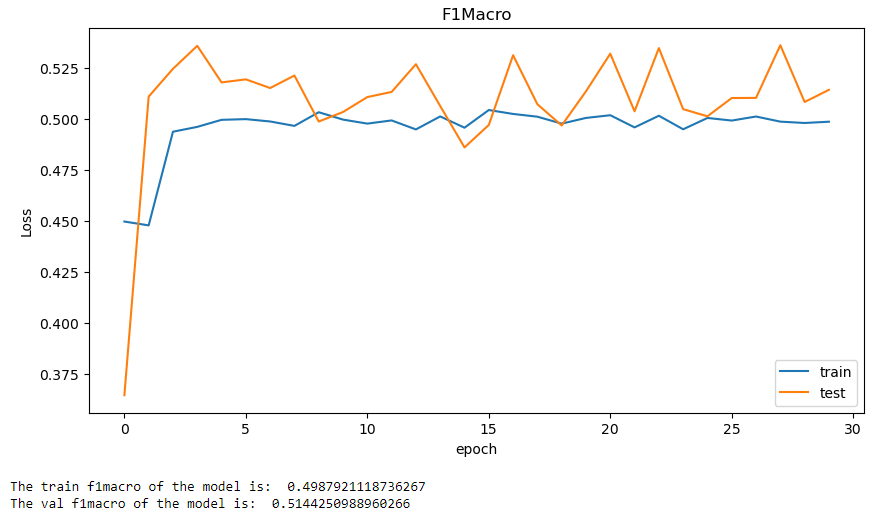 F1Macro
0.525
0.500
0.475
0.450
0.425
0.400
0.375
Loss
0 5 10 15 20 25 30
epoch
train
test
The train f1macro of the model is:  0.4987921118736267
The val f1macro of the model is:  0.5144250988960266